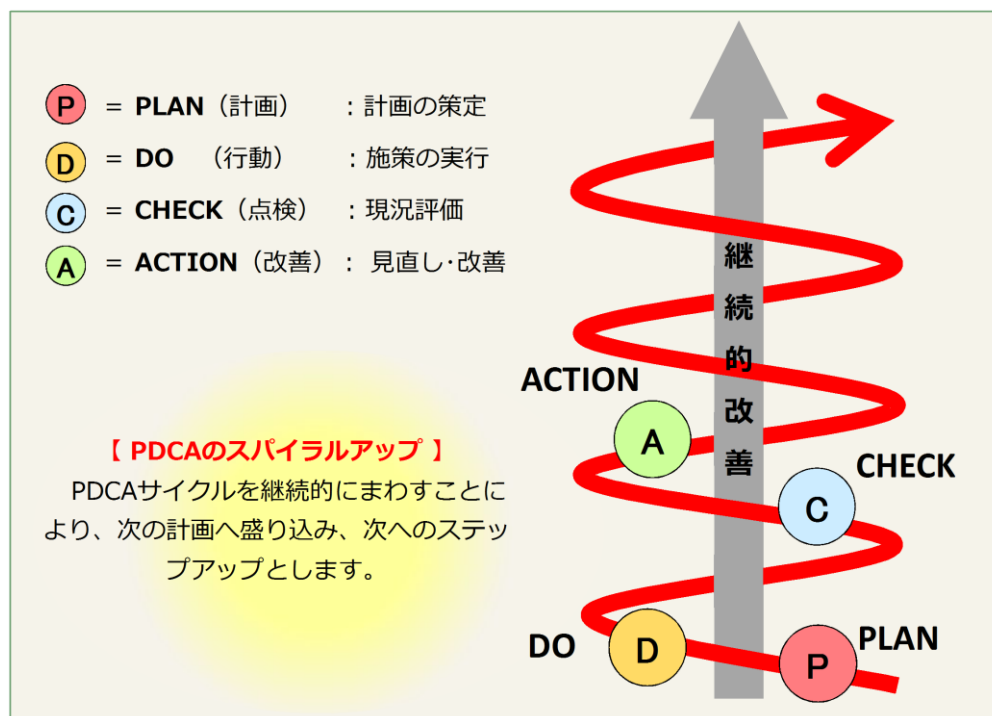 P = PLAN（計画）　：計画の策定
D = DO　（行動）　：施策の実行
C = CHECK（点検）　：現況評価
A = ACTION（改善）： 見直し・改善
【 PDCAのスパイラルアップ 】
PDCAサイクルを継続的にまわすことに
より、次の計画へ盛り込み、次へのステッ
プアップとします。
継続的改善
ACTION
A
CHECK
C
DO
D
P
PLAN